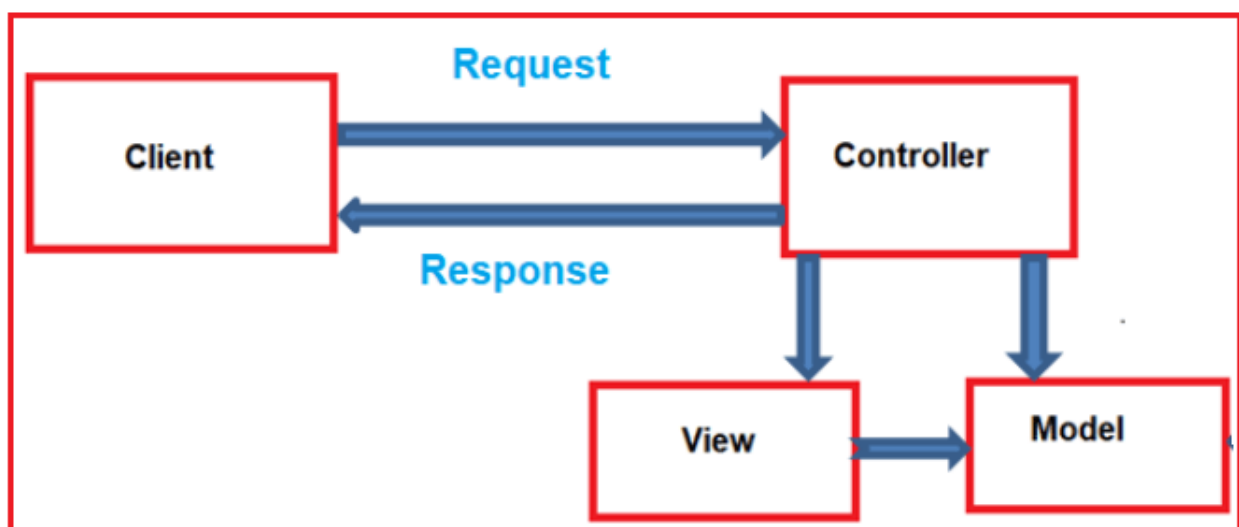 Request
Client
Controller
Response
View
Model